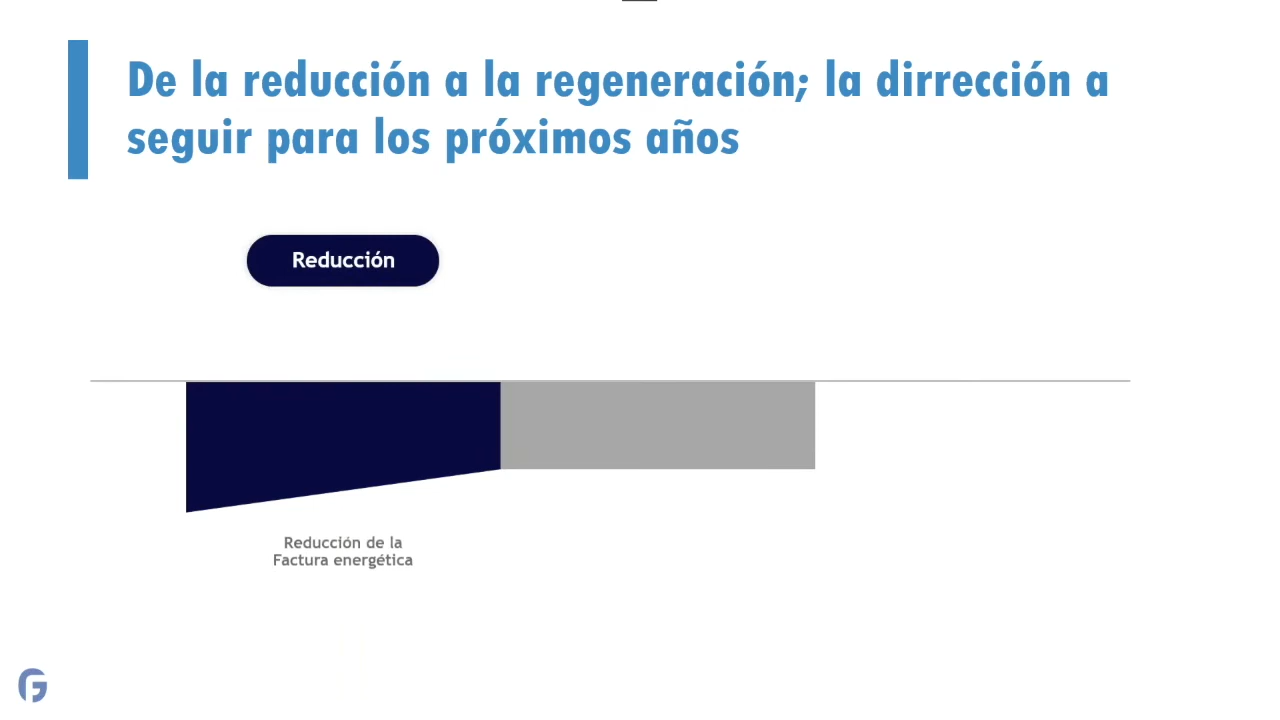 De la reducción a la regeneración; la dirrección a
seguir para los próximos años
Reducción
Reducción de la
Factura energética